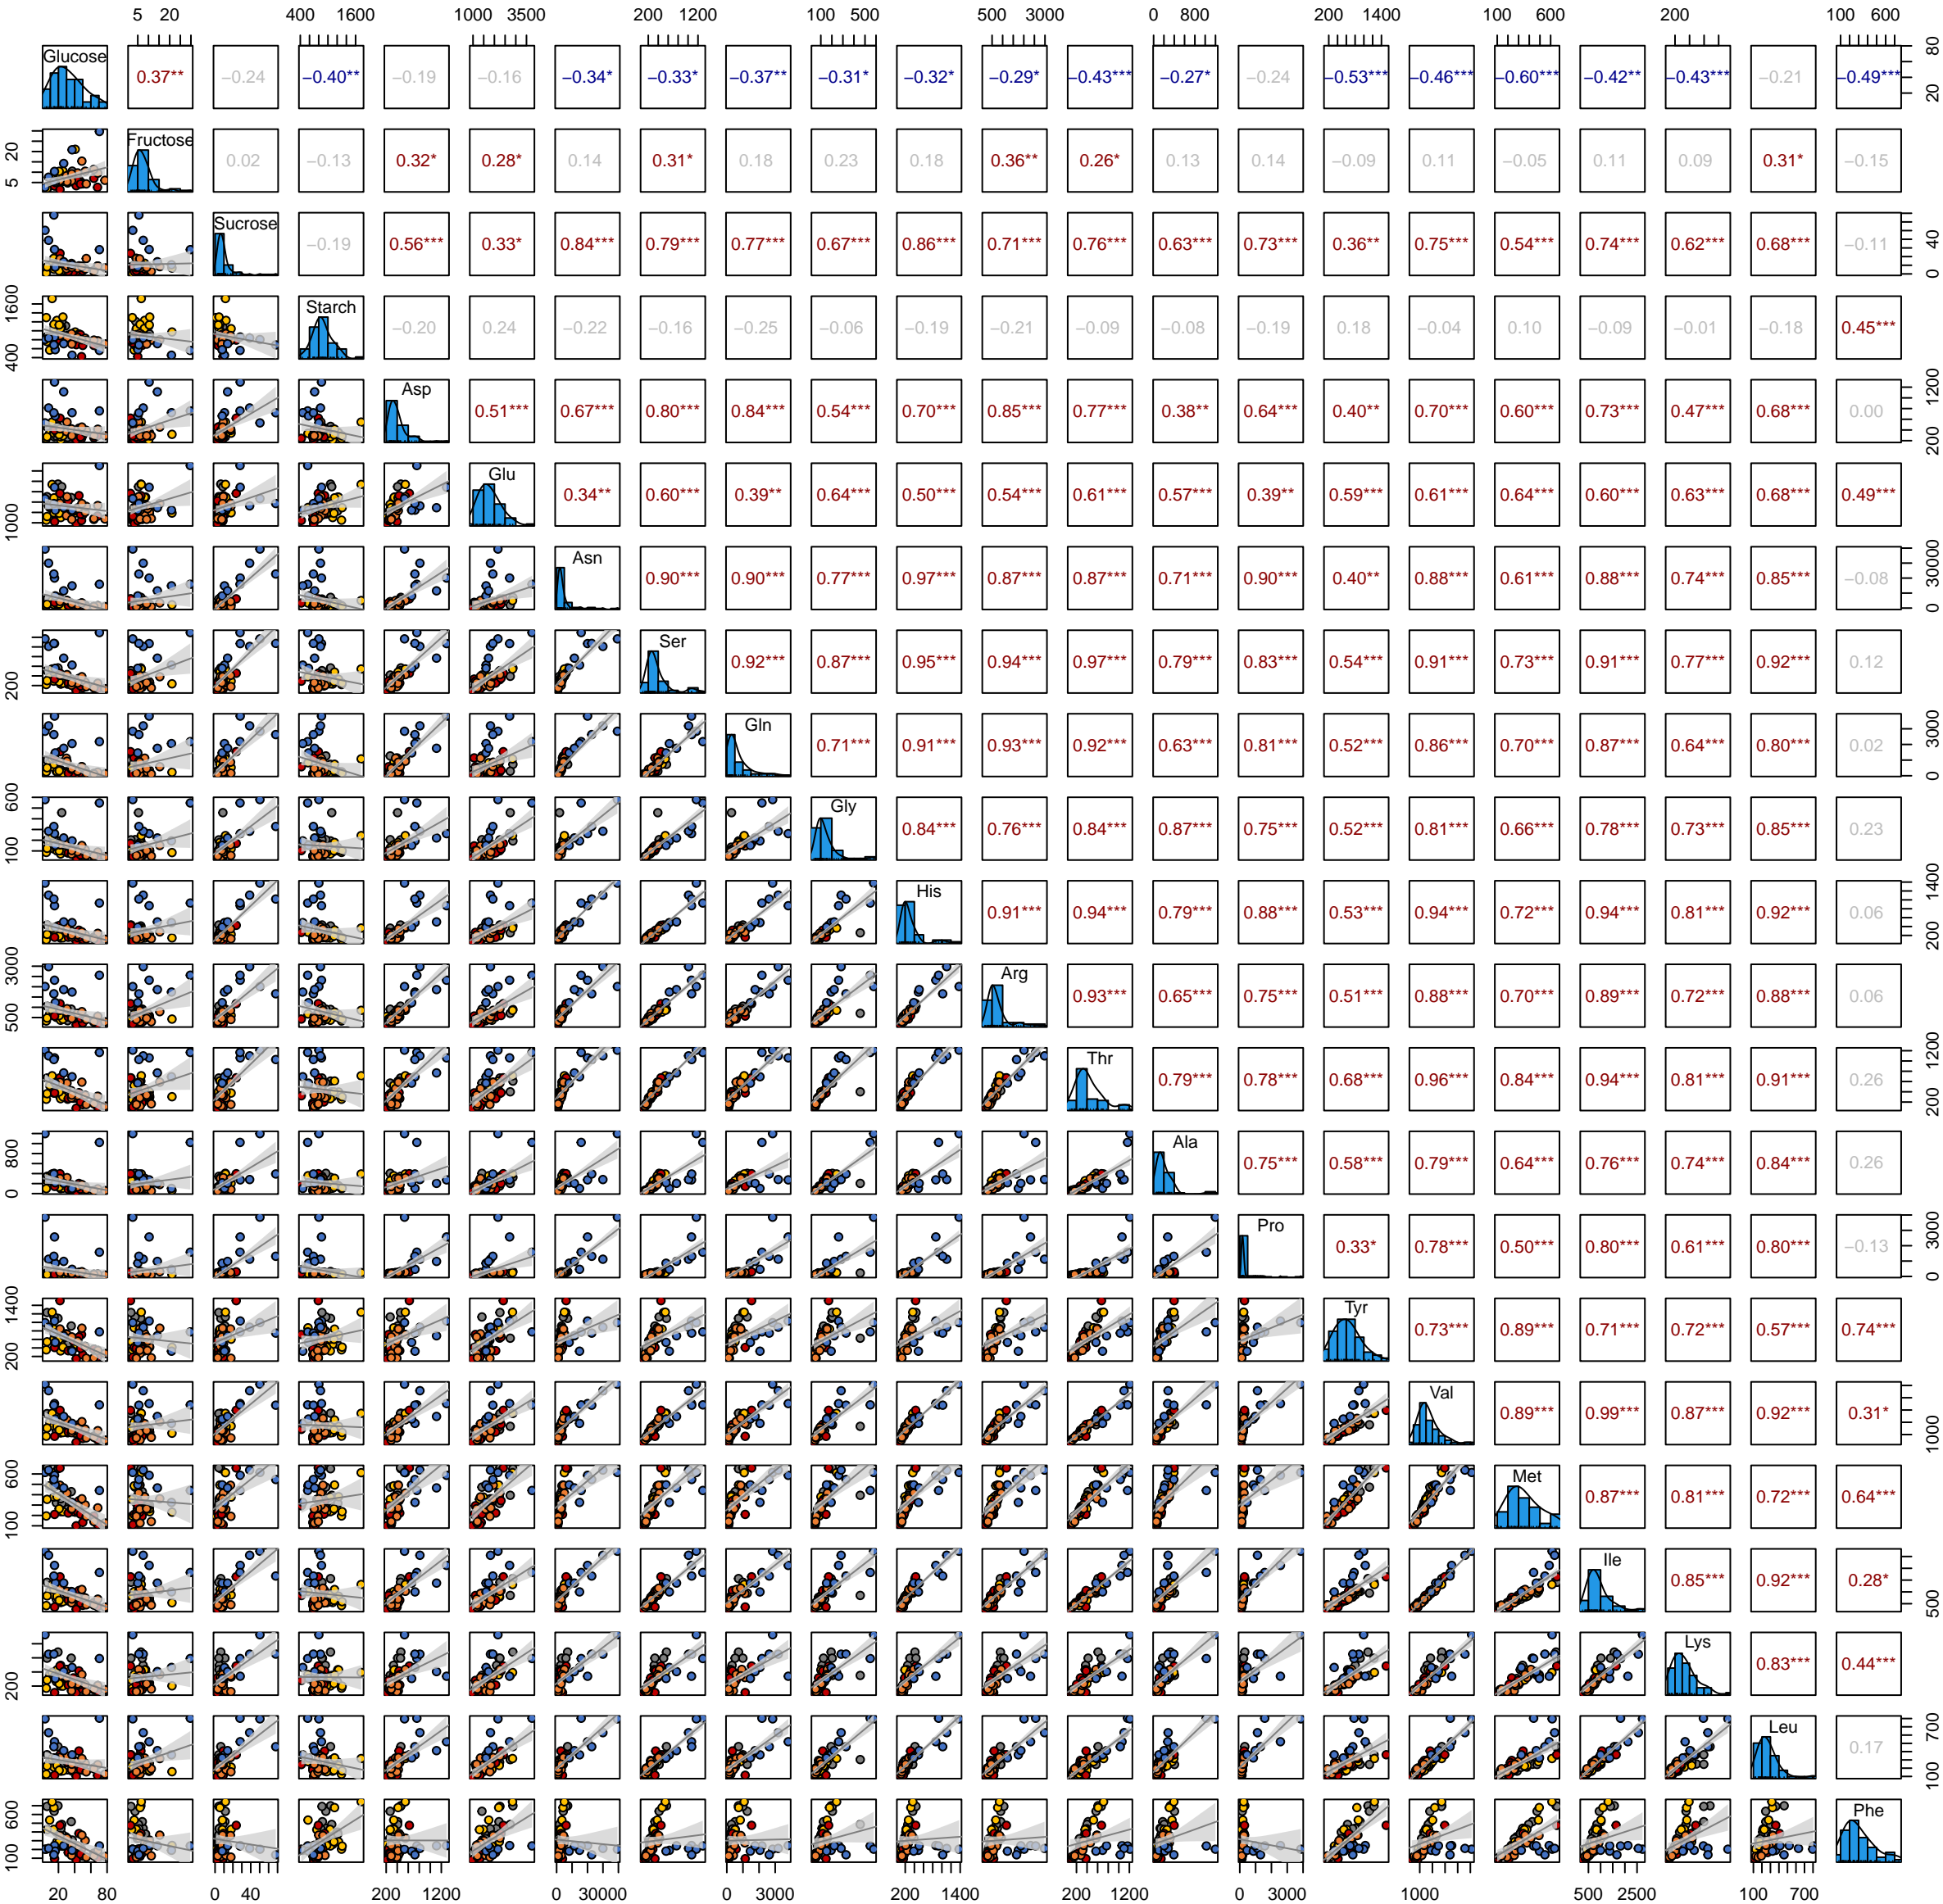 5 20 400 1600 1000 3500 200 1200 100 500 500 3000 0 800 200 1400 100 600 200 100 600
Glucose 0.37** −0.24 −0.40** −0.19 −0.16 −0.34* −0.33* −0.37** −0.31* −0.32* −0.29* −0.43*** −0.27* −0.24 −0.53*** −0.46*** −0.60*** −0.42** −0.43*** −0.21 −0.49*** 20 80
5 20 Fructose 0.02 −0.13 0.32* 0.28* 0.14 0.31* 0.18 0.23 0.18 0.36** 0.26* 0.13 0.14 −0.09 0.11 −0.05 0.11 0.09 0.31* −0.15
Sucrose −0.19 0.56*** 0.33* 0.84*** 0.79*** 0.77*** 0.67*** 0.86*** 0.71*** 0.76*** 0.63*** 0.73*** 0.36** 0.75*** 0.54*** 0.74*** 0.62*** 0.68*** −0.11 0 40
400 1600 Starch −0.20 0.24 −0.22 −0.16 −0.25 −0.06 −0.19 −0.21 −0.09 −0.08 −0.19 0.18 −0.04 0.10 −0.09 −0.01 −0.18 0.45***
Asp 0.51*** 0.67*** 0.80*** 0.84*** 0.54*** 0.70*** 0.85*** 0.77*** 0.38** 0.64*** 0.40** 0.70*** 0.60*** 0.73*** 0.47*** 0.68*** 0.00 200 1200
1000 Glu 0.34** 0.60*** 0.39** 0.64*** 0.50*** 0.54*** 0.61*** 0.57*** 0.39** 0.59*** 0.61*** 0.64*** 0.60*** 0.63*** 0.68*** 0.49***
Asn 0.90*** 0.90*** 0.77*** 0.97*** 0.87*** 0.87*** 0.71*** 0.90*** 0.40** 0.88*** 0.61*** 0.88*** 0.74*** 0.85*** −0.08 0 30000
200 Ser 0.92*** 0.87*** 0.95*** 0.94*** 0.97*** 0.79*** 0.83*** 0.54*** 0.91*** 0.73*** 0.91*** 0.77*** 0.92*** 0.12
Gln 0.71*** 0.91*** 0.93*** 0.92*** 0.63*** 0.81*** 0.52*** 0.86*** 0.70*** 0.87*** 0.64*** 0.80*** 0.02 0 3000
100 600 Gly 0.84*** 0.76*** 0.84*** 0.87*** 0.75*** 0.52*** 0.81*** 0.66*** 0.78*** 0.73*** 0.85*** 0.23
His 0.91*** 0.94*** 0.79*** 0.88*** 0.53*** 0.94*** 0.72*** 0.94*** 0.81*** 0.92*** 0.06 200 1400
500 3000 Arg 0.93*** 0.65*** 0.75*** 0.51*** 0.88*** 0.70*** 0.89*** 0.72*** 0.88*** 0.06
Thr 0.79*** 0.78*** 0.68*** 0.96*** 0.84*** 0.94*** 0.81*** 0.91*** 0.26 200 1200
0 800 Ala 0.75*** 0.58*** 0.79*** 0.64*** 0.76*** 0.74*** 0.84*** 0.26
Pro 0.33* 0.78*** 0.50*** 0.80*** 0.61*** 0.80*** −0.13 0 3000
200 1400 Tyr 0.73*** 0.89*** 0.71*** 0.72*** 0.57*** 0.74***
Val 0.89*** 0.99*** 0.87*** 0.92*** 0.31* 1000
100 600 Met 0.87*** 0.81*** 0.72*** 0.64***
Ile 0.85*** 0.92*** 0.28* 500
200 Lys 0.83*** 0.44***
Leu 0.17 100 700
100 600 Phe
20 80 0 40 200 1200 0 30000 0 3000 200 1400 200 1200 0 3000 1000 500 2500 100 700